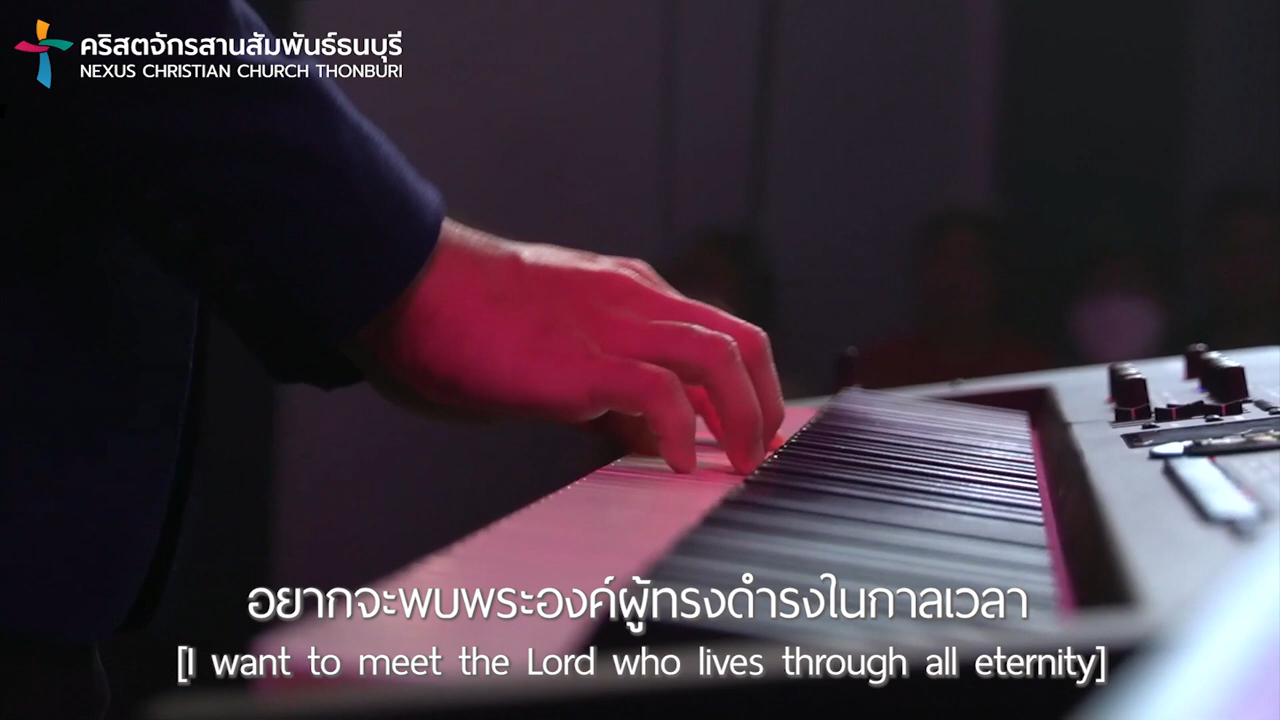 คริสตจักรสานสัมพันธ์ธนบุรี
NEXUS CHRISTIAN CHURCH THONBURI
อยากจะพบพระองค์ผู้ทรงดำรงในกาลเวลา
[I want to meet the Lord who lives through all eternity]